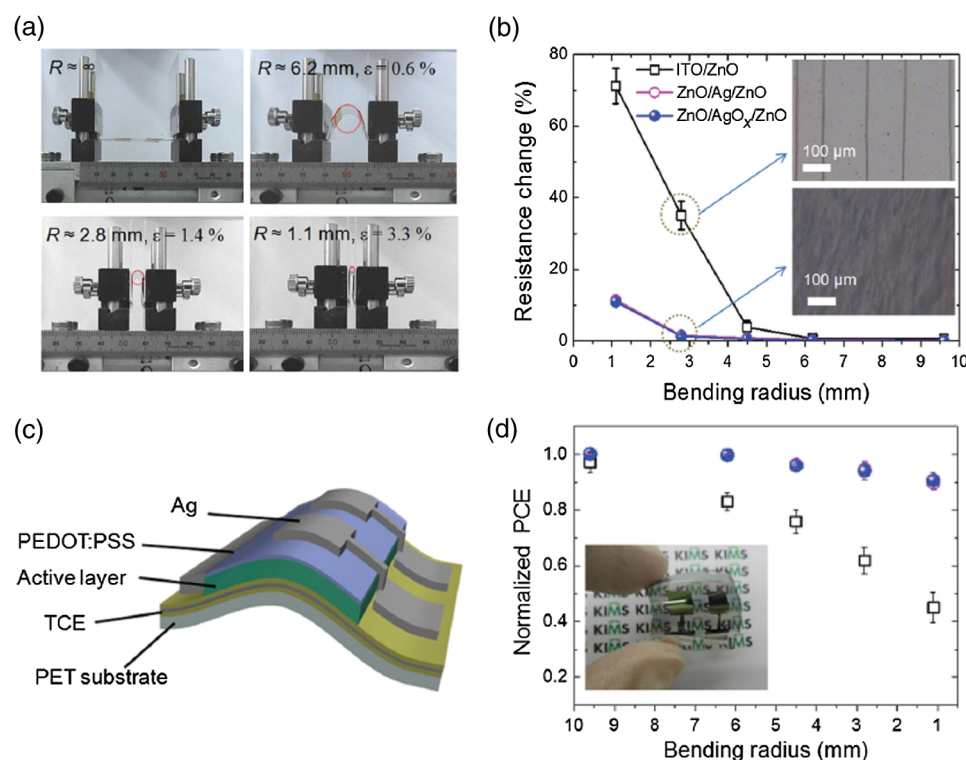 (a)
R ≈ ∞
R ≈ 6.2 mm, ε = 0.6 %
R ≈ 2.8 mm, ε = 1.4 %
R ≈ 1.1 mm, ε = 3.3 %
(b)
Resistance change (%)
80
60
40
20
0
ITO/ZnO
ZnO/Ag/ZnO
ZnO/AgOₓ/ZnO
100 µm
100 µm
0 1 2 3 4 5 6 7 8 9 10
Bending radius (mm)
(c)
Ag
PEDOT:PSS
Active layer
TCE
PET substrate
(d)
Normalized PCE
1.0
0.8
0.6
0.4
0.2
KIMS
10 9 8 7 6 5 4 3 2 1
Bending radius (mm)